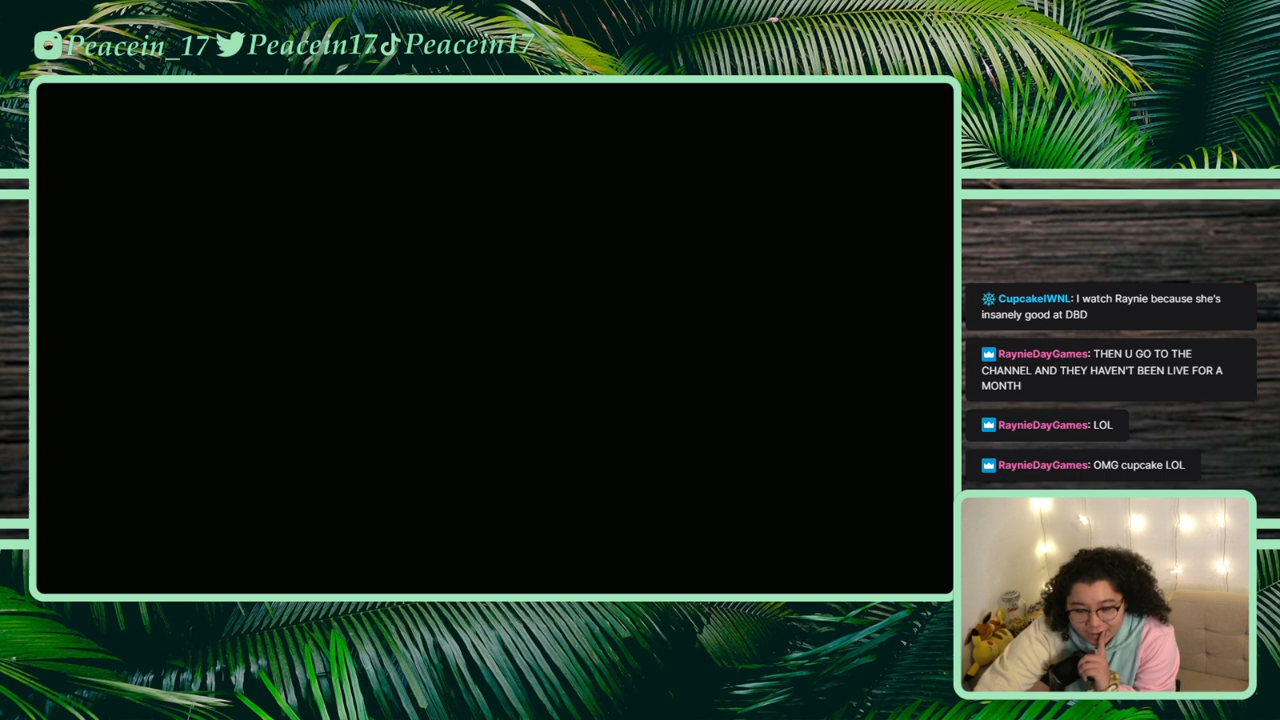 Peacein_17 Peacein17 Peacein17
CupcakeIWNL: I watch Raynie because she's
insanely good at DBD
RaynieDayGames: THEN U GO TO THE
CHANNEL AND THEY HAVEN'T BEEN LIVE FOR A
MONTH
RaynieDayGames: LOL
RaynieDayGames: OMG cupcake LOL